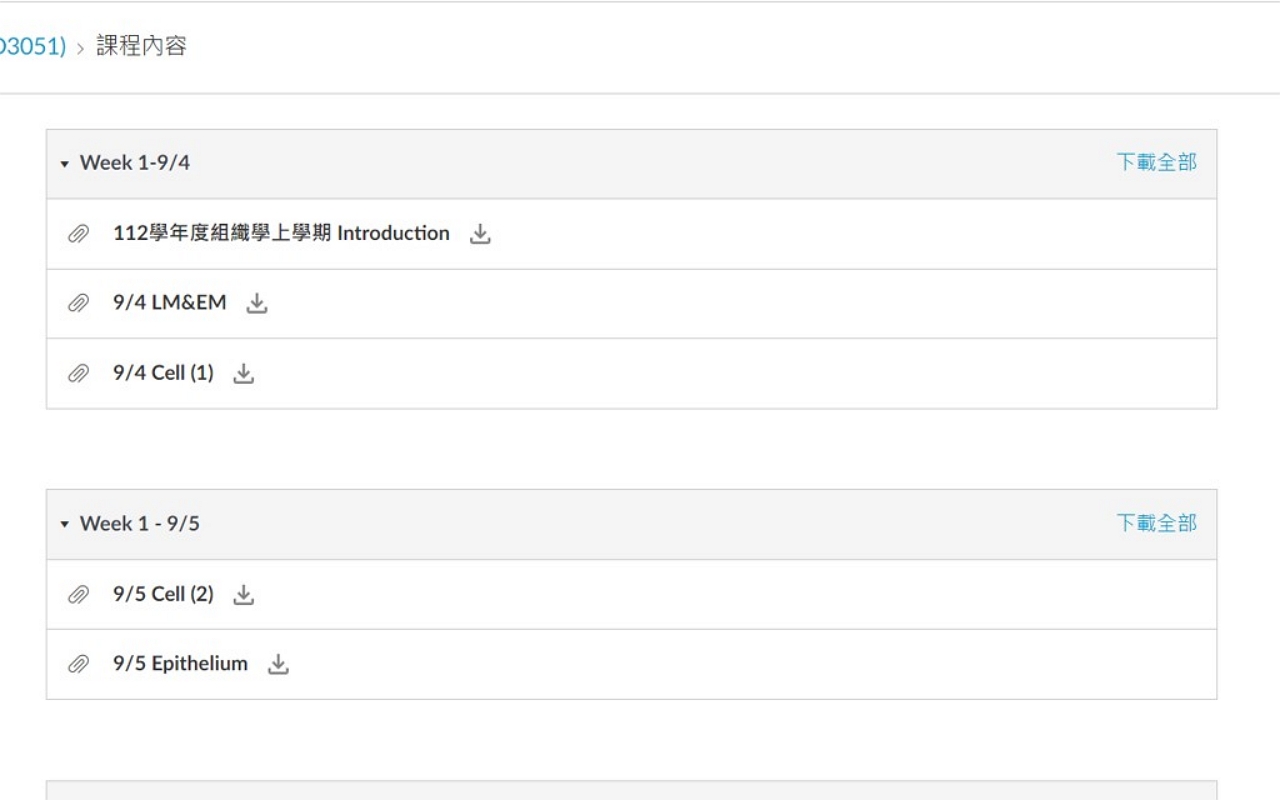 3051) > 課程內容
Week 1-9/4 下載全部
112學年度組織學上學期 Introduction
9/4 LM&EM
9/4 Cell (1)
Week 1 - 9/5 下載全部
9/5 Cell (2)
9/5 Epithelium